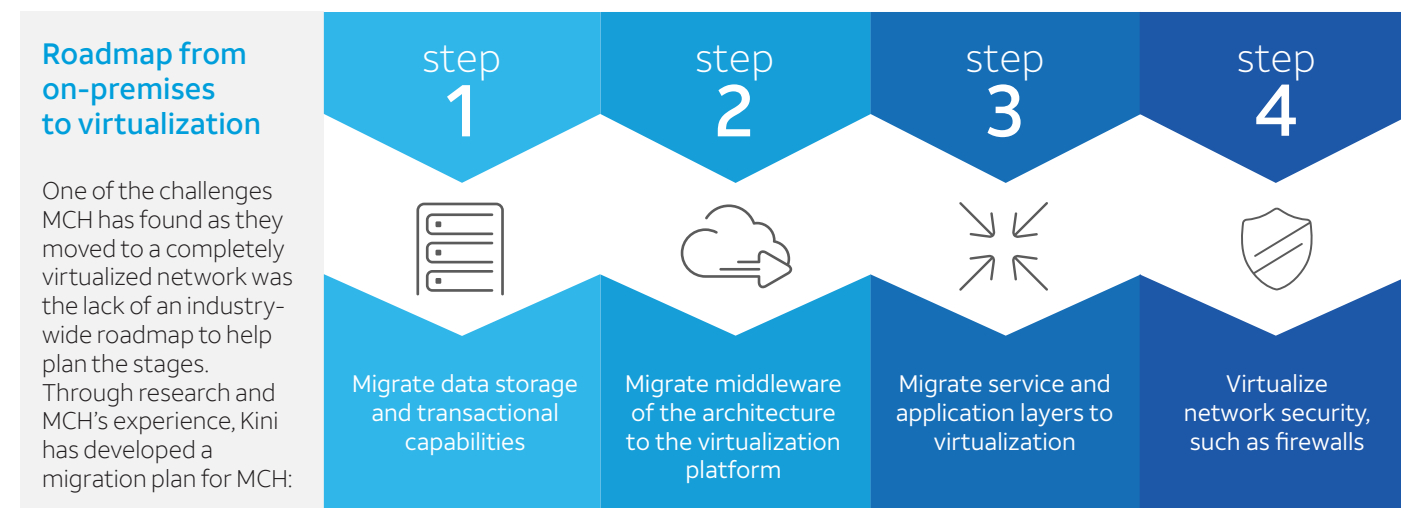 Roadmap from
on-premises
to virtualization
One of the challenges
MCH has found as they
moved to a completely
virtualized network was
the lack of an industry-
wide roadmap to help
plan the stages.
Through research and
MCH's experience, Kini
has developed a
migration plan for MCH:
step
1
Migrate data storage
and transactional
capabilities
step
2
Migrate middleware
of the architecture
to the virtualization
platform
step
3
Migrate service and
application layers to
virtualization
step
4
Virtualize
network security,
such as firewalls